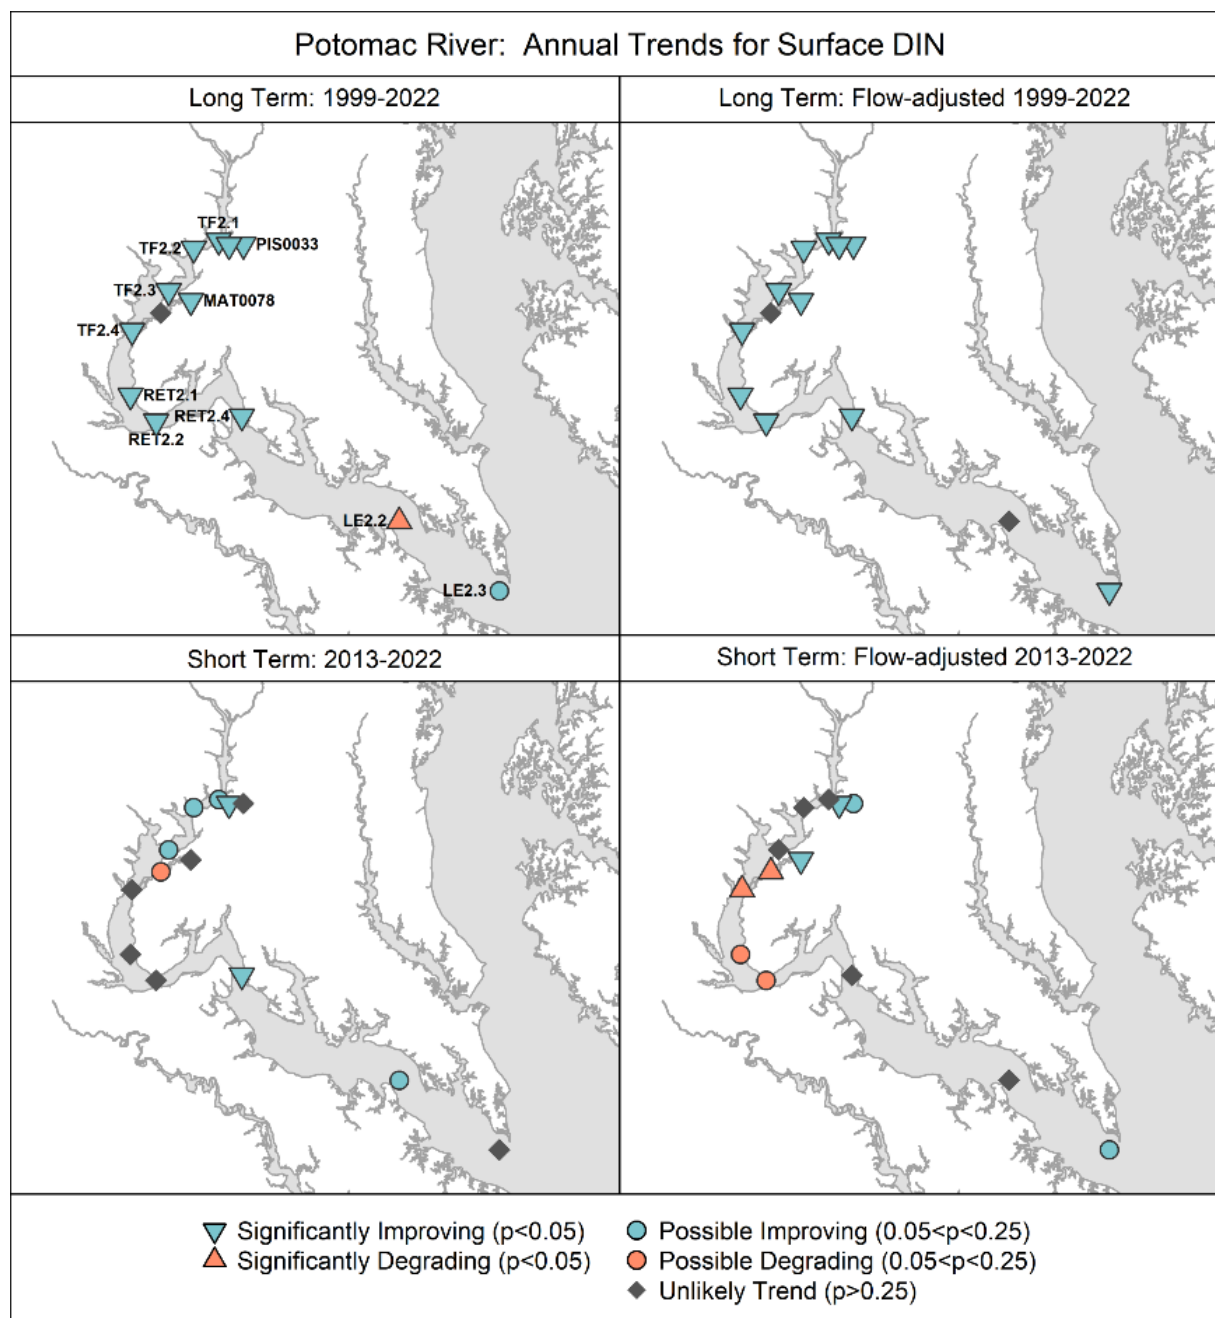 Potomac River: Annual Trends for Surface DIN
Long Term: 1999-2022
Long Term: Flow-adjusted 1999-2022
TF2.1
TF2.2
PIS0033
TF2.3
MAT0078
TF2.4
RET2.1
RET2.4
RET2.2
LE2.2
LE2.3
Short Term: 2013-2022
Short Term: Flow-adjusted 2013-2022
Significantly Improving (p<0.05)
Possible Improving (0.05<p<0.25)
Significantly Degrading (p<0.05)
Possible Degrading (0.05<p<0.25)
Unlikely Trend (p>0.25)